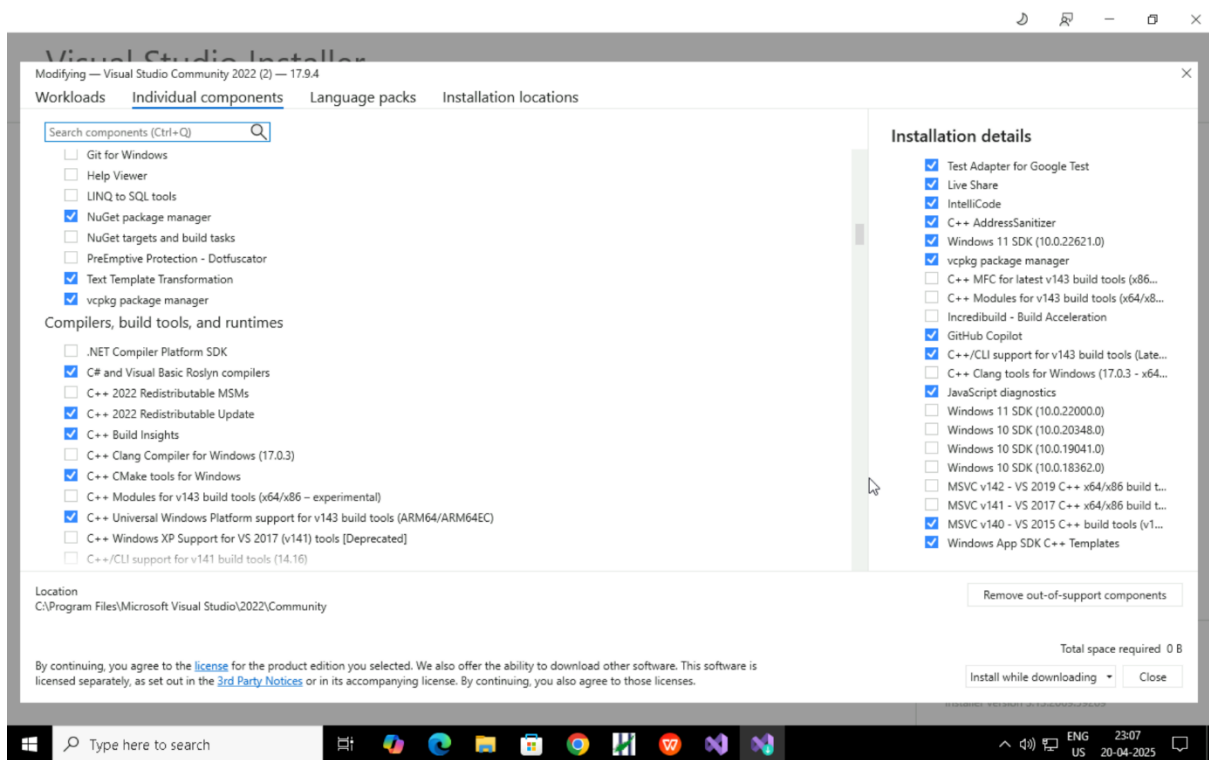 Visual Studio Installer
Modifying — Visual Studio Community 2022 (2) — 17.9.4
Workloads Individual components Language packs Installation locations
Search components (Ctrl+Q)
Git for Windows
Help Viewer
LINQ to SQL tools
NuGet package manager
NuGet targets and build tasks
PreEmptive Protection - Dotfuscator
Text Template Transformation
vcpkg package manager
Compilers, build tools, and runtimes
.NET Compiler Platform SDK
C# and Visual Basic Roslyn compilers
C++ 2022 Redistributable MSMs
C++ 2022 Redistributable Update
C++ Build Insights
C++ Clang Compiler for Windows (17.0.3)
C++ CMake tools for Windows
C++ Modules for v143 build tools (x64/x86 – experimental)
C++ Universal Windows Platform support for v143 build tools (ARM64/ARM64EC)
C++ Windows XP Support for VS 2017 (v141) tools [Deprecated]
C++/CLI support for v141 build tools (14.16)
Installation details
Test Adapter for Google Test
Live Share
IntelliCode
C++ AddressSanitizer
Windows 11 SDK (10.0.22621.0)
vcpkg package manager
C++ MFC for latest v143 build tools (x86...
C++ Modules for v143 build tools (x64/x8...
Incredibuild - Build Acceleration
GitHub Copilot
C++/CLI support for v143 build tools (Late...
C++ Clang tools for Windows (17.0.3 - x64...
JavaScript diagnostics
Windows 11 SDK (10.0.22000.0)
Windows 10 SDK (10.0.20348.0)
Windows 10 SDK (10.0.19041.0)
Windows 10 SDK (10.0.18362.0)
MSVC v142 - VS 2019 C++ x64/x86 build t...
MSVC v141 - VS 2017 C++ x64/x86 build t...
MSVC v140 - VS 2015 C++ build tools (v1...
Windows App SDK C++ Templates
Location
C:\Program Files\Microsoft Visual Studio\2022\Community
Remove out-of-support components
Total space required 0 B
By continuing, you agree to the license for the product edition you selected. We also offer the ability to download other software. This software is
licensed separately, as set out in the 3rd Party Notices or in its accompanying license. By continuing, you also agree to those licenses.
Install while downloading Close
Type here to search
ENG
US
23:07
20-04-2025